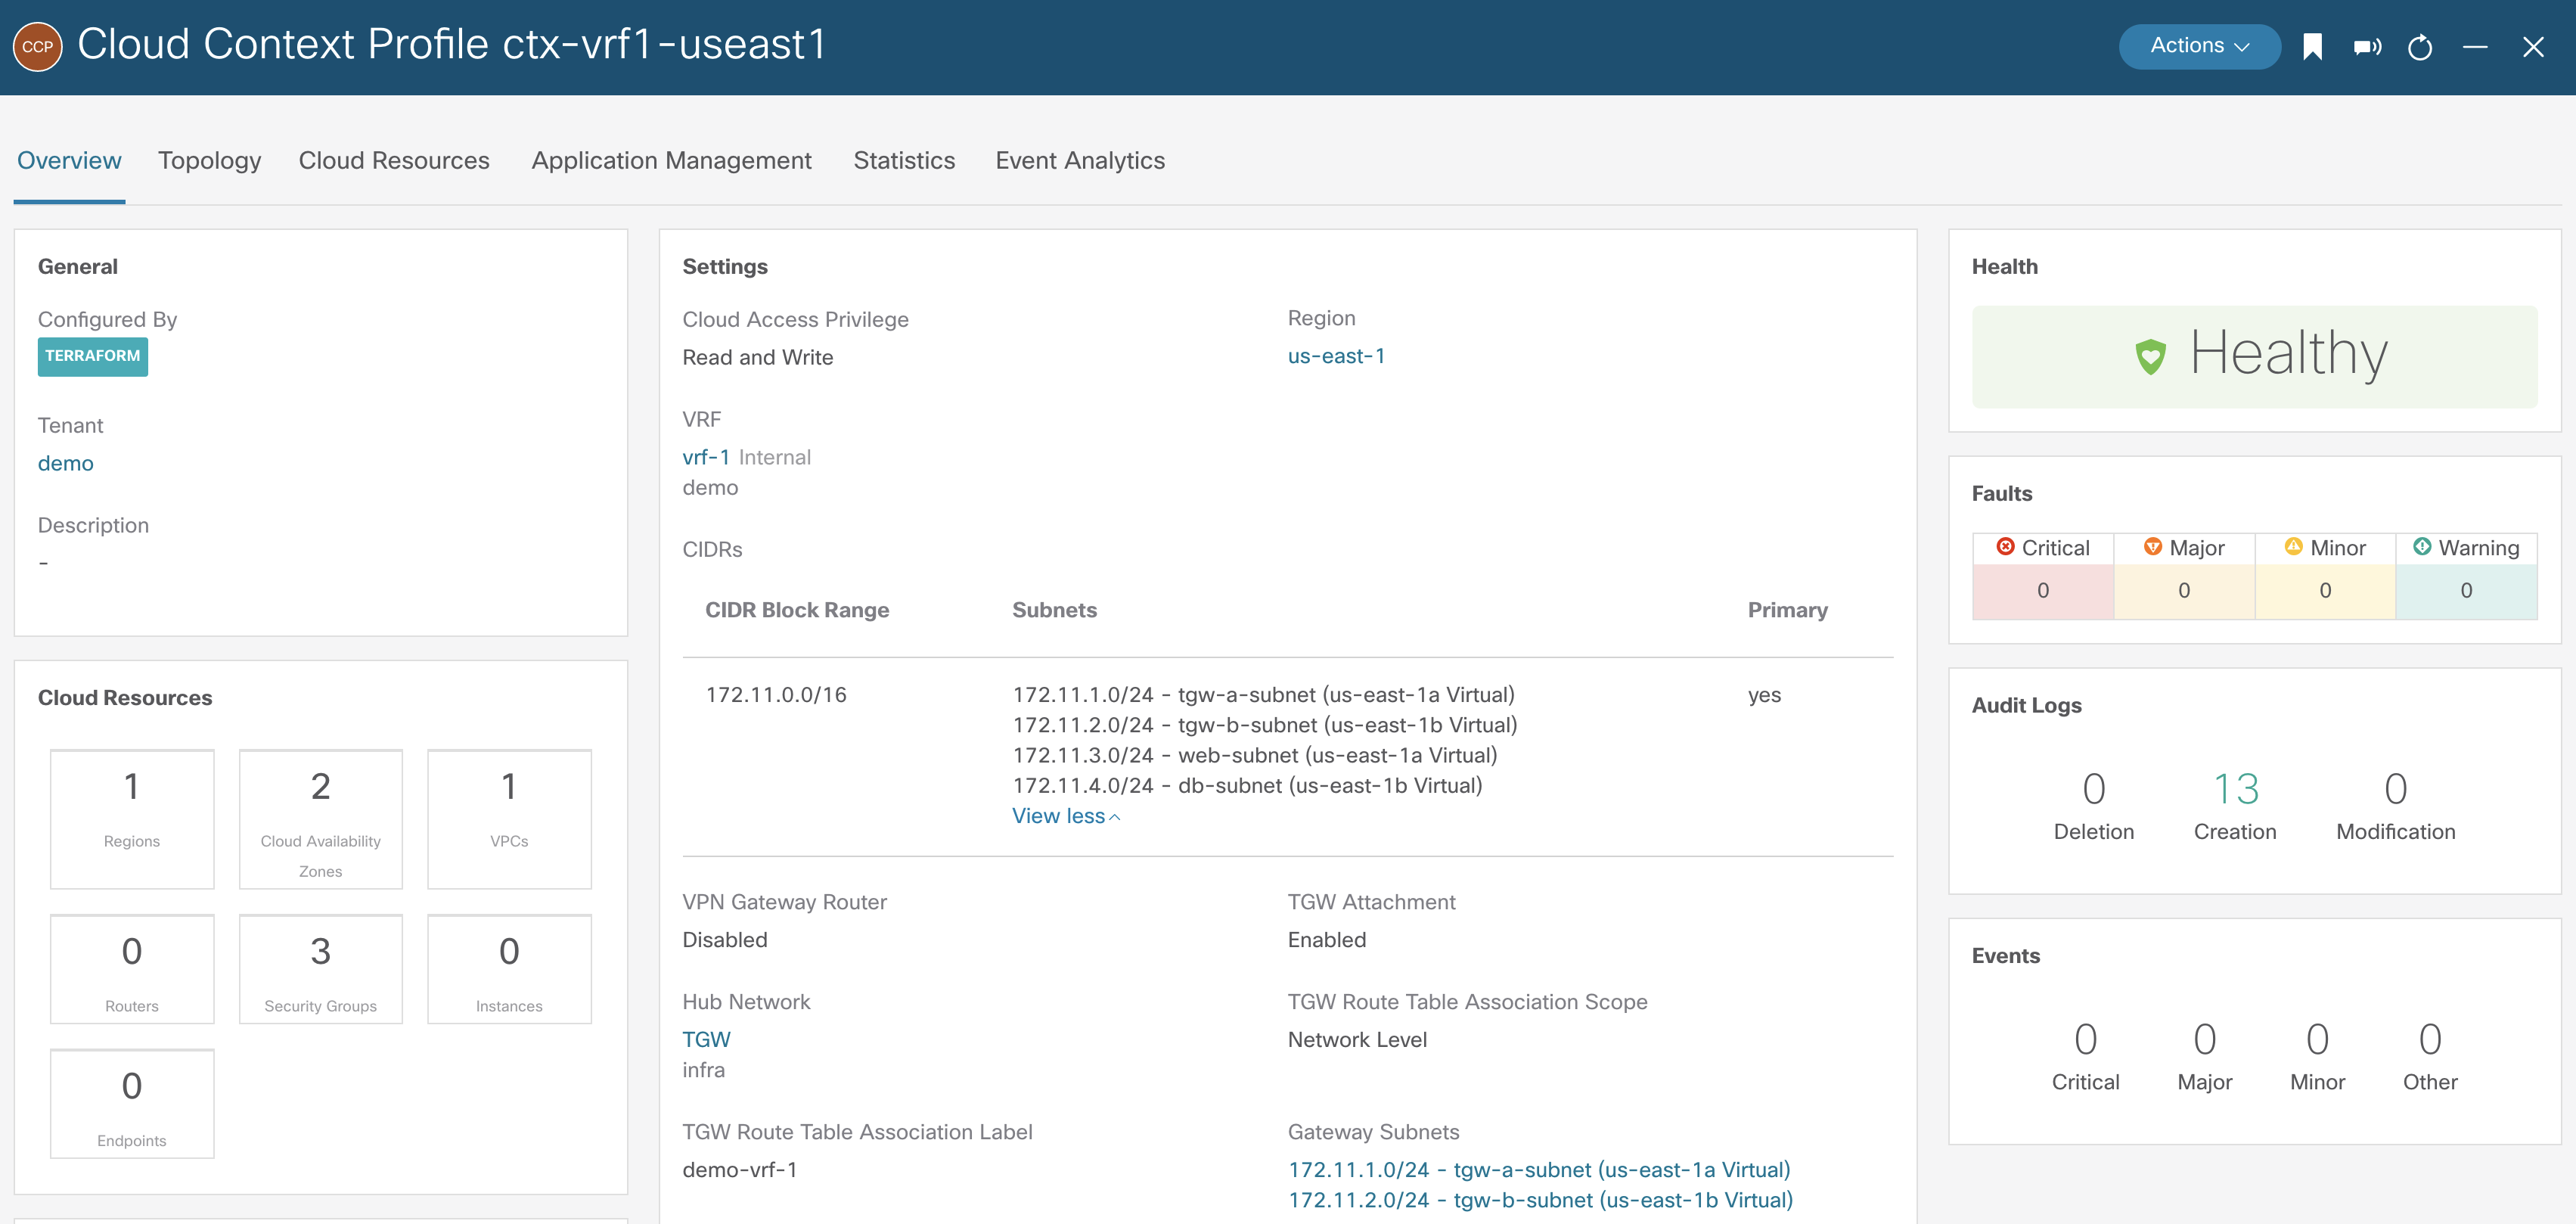 CCP Cloud Context Profile ctx-vrf1-useast1
Actions
Overview Topology Cloud Resources Application Management Statistics Event Analytics
General
Configured By
TERRAFORM
Tenant
demo
Description
-
Cloud Resources
1
Regions
2
Cloud Availability
Zones
1
VPCs
0
Routers
3
Security Groups
0
Instances
0
Endpoints
Settings
Cloud Access Privilege
Read and Write
Region
us-east-1
VRF
vrf-1 Internal
demo
CIDRs
CIDR Block Range Subnets Primary
172.11.0.0/16 172.11.1.0/24 - tgw-a-subnet (us-east-1a Virtual) yes
172.11.2.0/24 - tgw-b-subnet (us-east-1b Virtual)
172.11.3.0/24 - web-subnet (us-east-1a Virtual)
172.11.4.0/24 - db-subnet (us-east-1b Virtual)
View less
VPN Gateway Router
Disabled
TGW Attachment
Enabled
Hub Network
TGW
infra
TGW Route Table Association Scope
Network Level
TGW Route Table Association Label
demo-vrf-1
Gateway Subnets
172.11.1.0/24 - tgw-a-subnet (us-east-1a Virtual)
172.11.2.0/24 - tgw-b-subnet (us-east-1b Virtual)
Health
Healthy
Faults
Critical Major Minor Warning
0 0 0 0
Audit Logs
0 13 0
Deletion Creation Modification
Events
0 0 0 0
Critical Major Minor Other